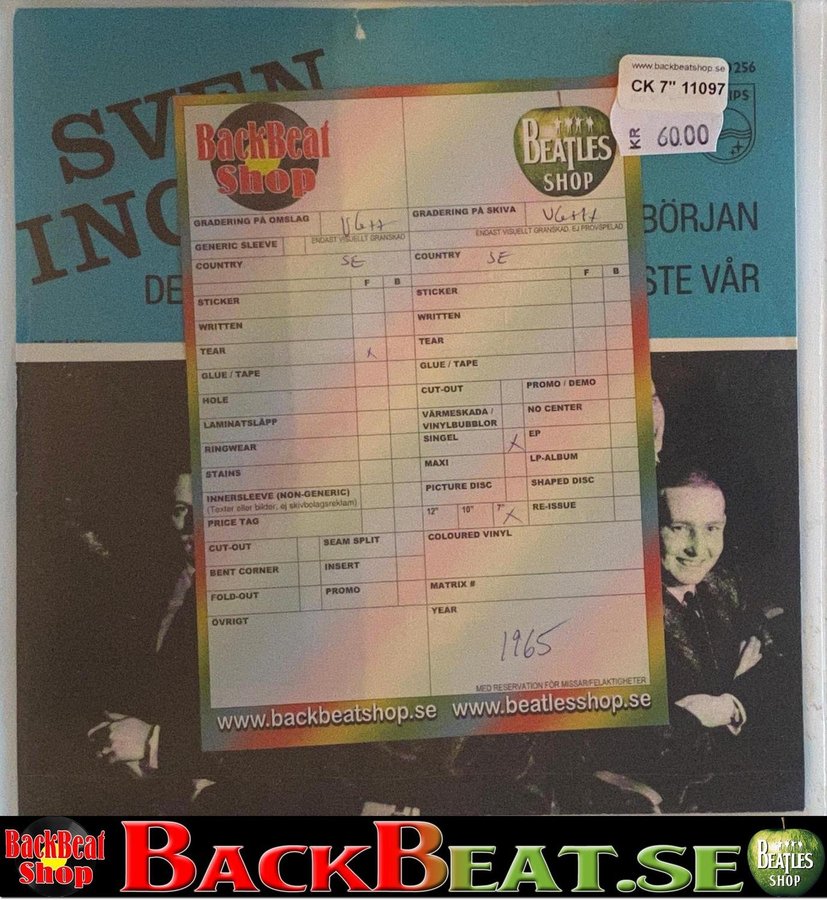 www.backbeatshop.se
CK 7" 11097
KR 60.00
256
IPS
SVEN
BackBeat
Shop
BEATLES
SHOP
GRADERING PÅ OMSLAG VG++
GRADERING PÅ SKIVA
ENDAST VISUELLT GRANSKAD
ENDAST VISUELLT GRANSKAD, EJ PROVSPELAD
GENERIC SLEEVE
COUNTRY SE
COUNTRY SE
BÖRJAN
STE VÅR
F B
STICKER
WRITTEN
TEAR x
GLUE / TAPE
HOLE
LAMINATSLÄPP
RINGWEAR
STAINS
INNERSLEEVE (NON-GENERIC)
(Texter eller bilder, ej skivbolagsreklam)
PRICE TAG
CUT-OUT SEAM SPLIT
BENT CORNER INSERT
FOLD-OUT PROMO
ÖVRIGT
F B
STICKER
WRITTEN
TEAR
GLUE / TAPE
CUT-OUT PROMO / DEMO
VÄRMESKADA / NO CENTER
VINYLBUBBLOR
SINGEL x EP
MAXI LP-ALBUM
PICTURE DISC SHAPED DISC
12" 10" 7" x RE-ISSUE
COLOURED VINYL
MATRIX #
YEAR
1965
MED RESERVATION FÖR MISSAR/FELAKTIGHETER
www.backbeatshop.se www.beatlesshop.se
BackBeat
Shop
BACKBEAT.SE
BEATLES
SHOP